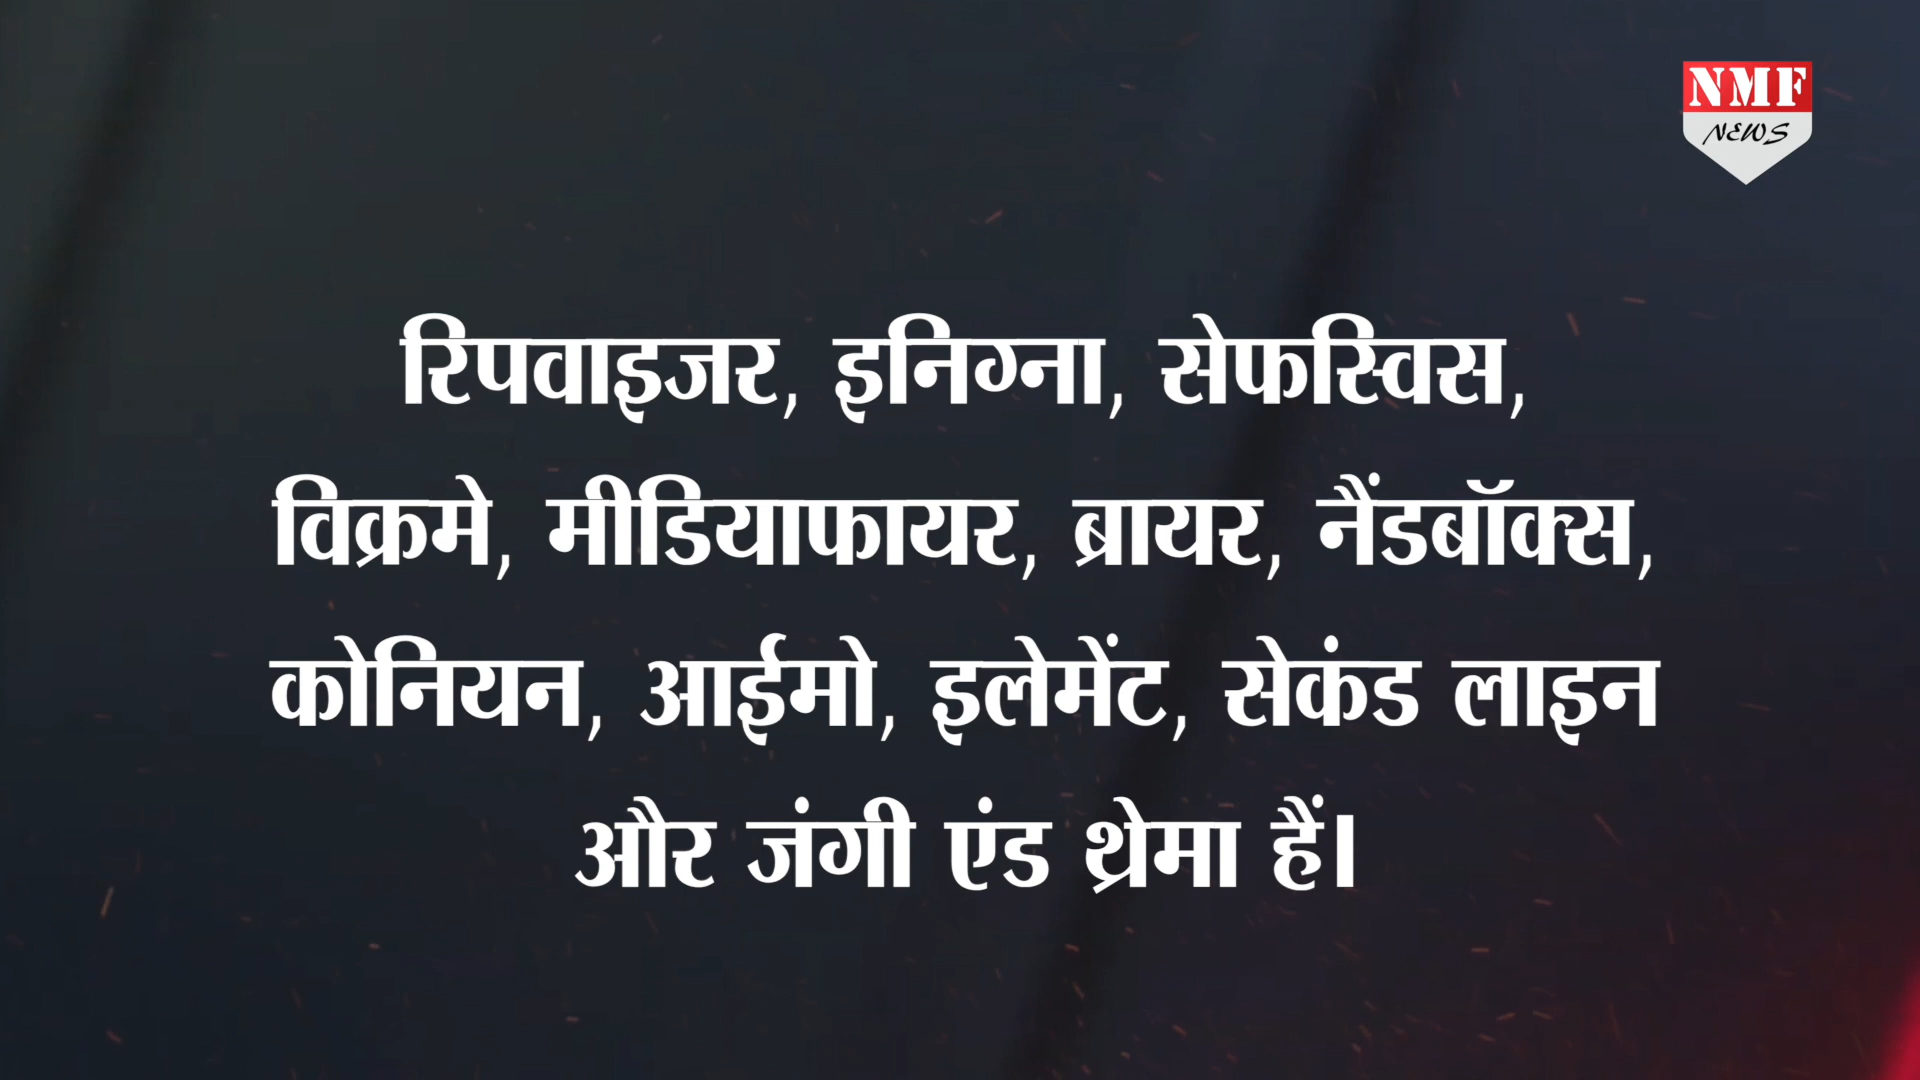 NMF
NEWS
रिपवाइजर, इनिग्ना, सेफस्विस,
विक्रमे, मीडियाफायर, ब्रायर, नैंडबॉक्स,
कोनियन, आईमो, इलेमेंट, सेकंड लाइन
और जंगी एंड थ्रेमा हैं।